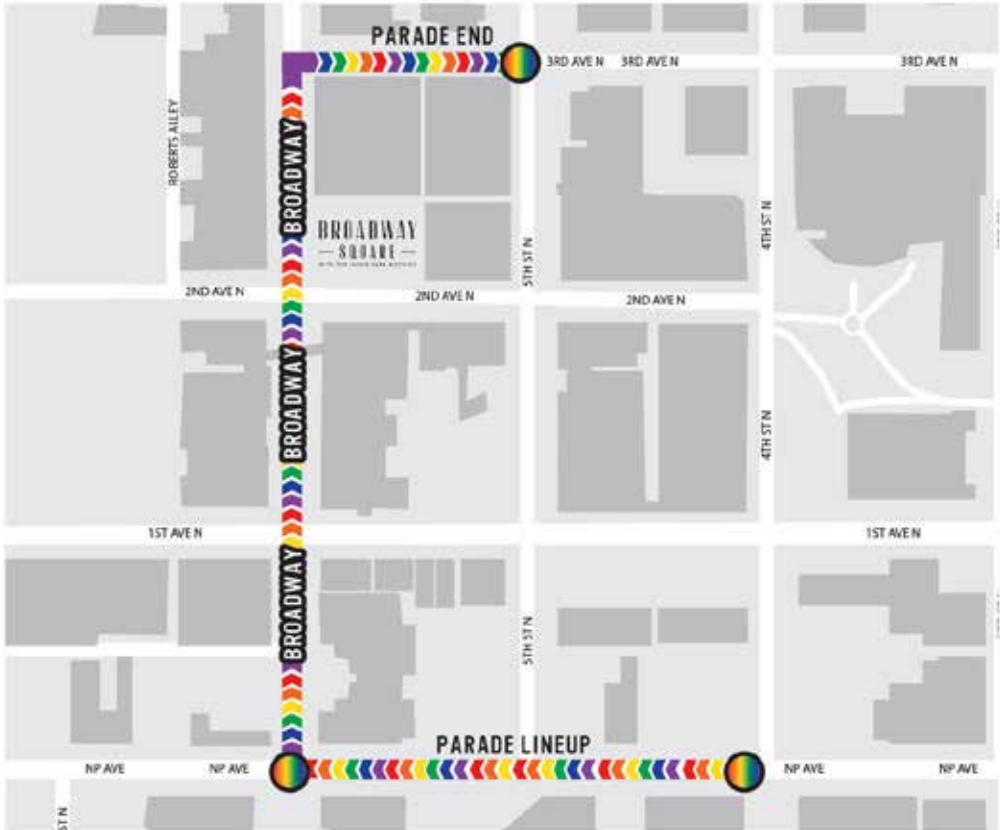 PARADE END
3RD AVE N
3RD AVE N
3RD AVE N
ROBERTS ALLEY
BROADWAY
BROADWAY
SQUARE
5TH ST N
4TH ST N
2ND AVE N
2ND AVE N
2ND AVE N
BROADWAY
4TH ST N
1ST AVE N
1ST AVE N
BROADWAY
5TH ST N
PARADE LINEUP
NP AVE
NP AVE
NP AVE
NP AVE
ST N